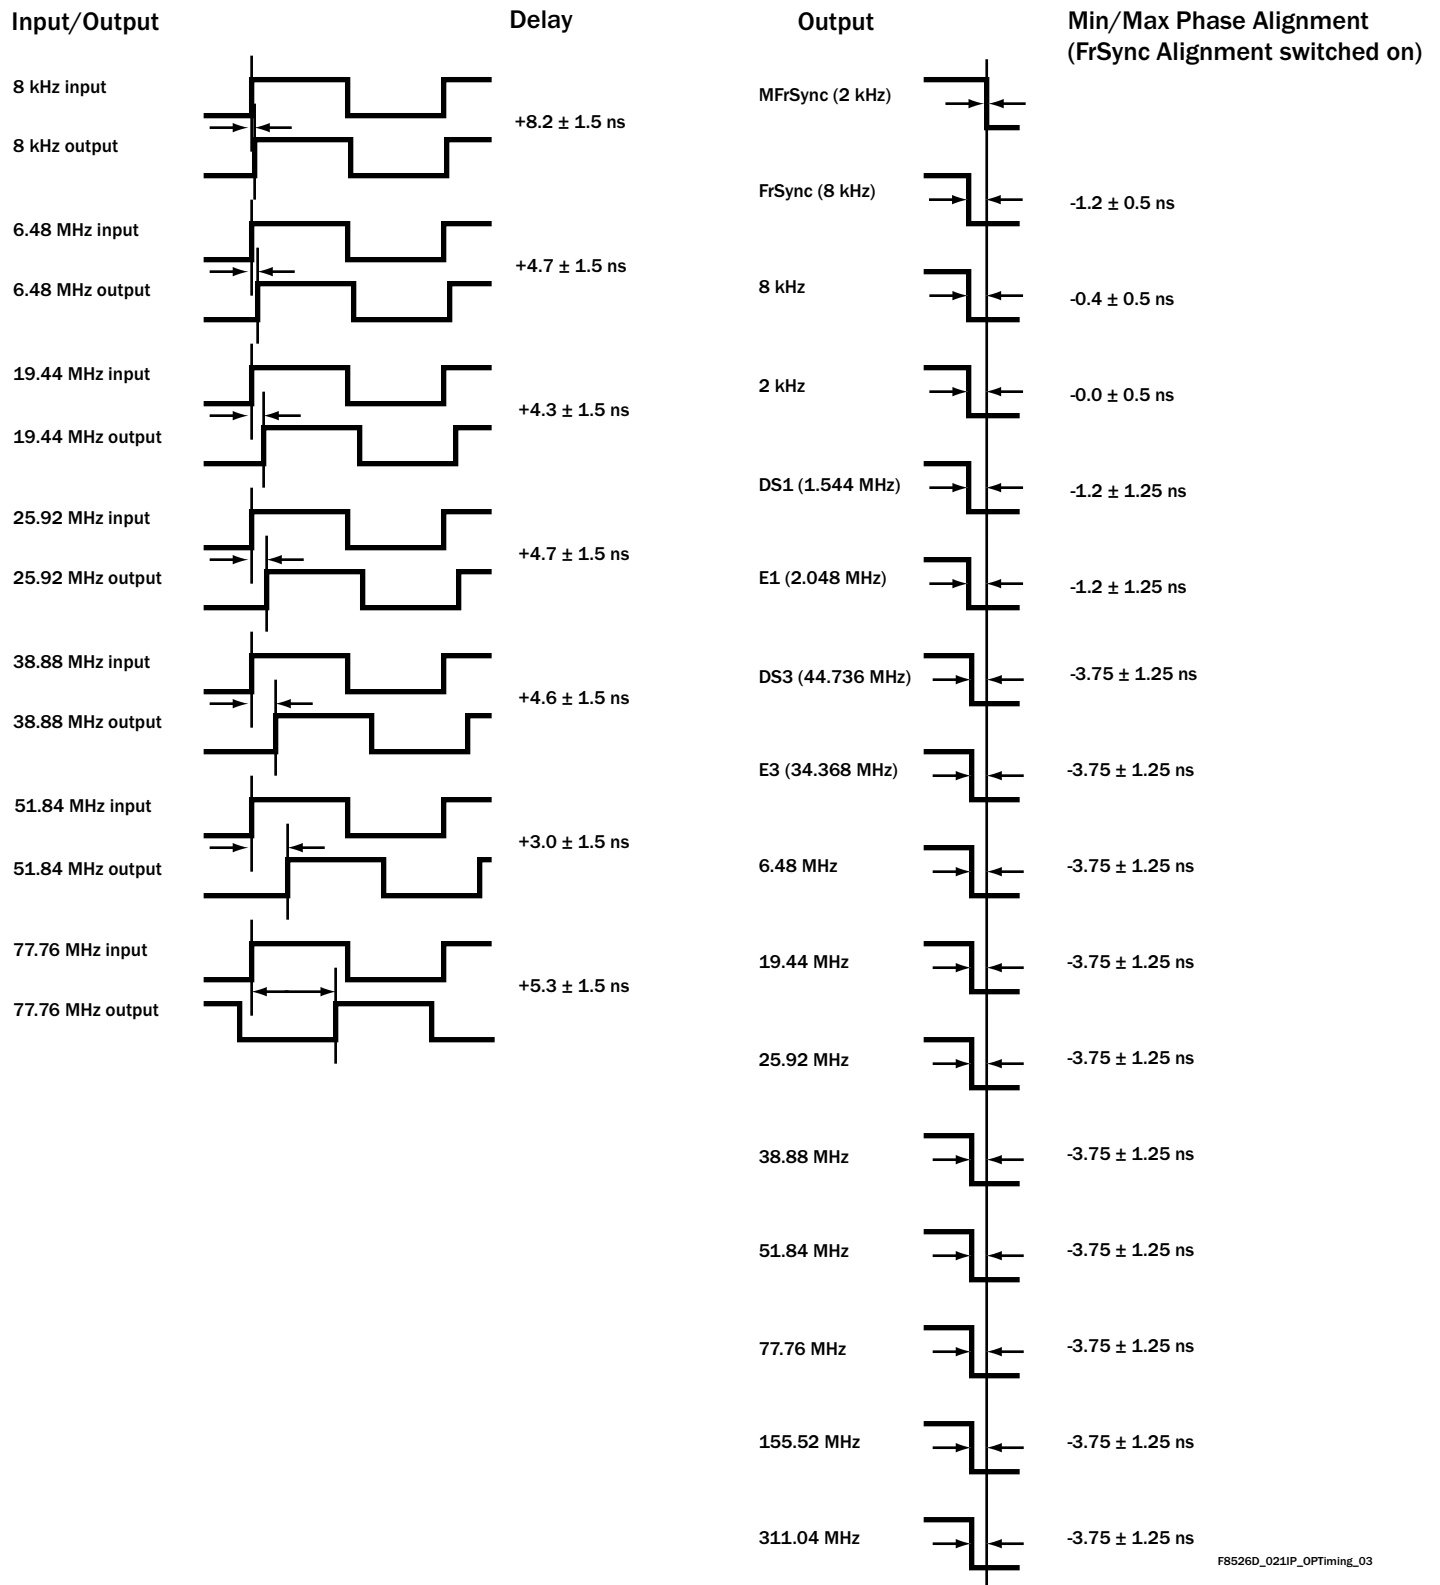 Input/Output
Delay
8 kHz input
8 kHz output
+8.2 ± 1.5 ns
6.48 MHz input
6.48 MHz output
+4.7 ± 1.5 ns
19.44 MHz input
19.44 MHz output
+4.3 ± 1.5 ns
25.92 MHz input
25.92 MHz output
+4.7 ± 1.5 ns
38.88 MHz input
38.88 MHz output
+4.6 ± 1.5 ns
51.84 MHz input
51.84 MHz output
+3.0 ± 1.5 ns
77.76 MHz input
77.76 MHz output
+5.3 ± 1.5 ns
Output
Min/Max Phase Alignment
(FrSync Alignment switched on)
MFrSync (2 kHz)
FrSync (8 kHz)
-1.2 ± 0.5 ns
8 kHz
-0.4 ± 0.5 ns
2 kHz
-0.0 ± 0.5 ns
DS1 (1.544 MHz)
-1.2 ± 1.25 ns
E1 (2.048 MHz)
-1.2 ± 1.25 ns
DS3 (44.736 MHz)
-3.75 ± 1.25 ns
E3 (34.368 MHz)
-3.75 ± 1.25 ns
6.48 MHz
-3.75 ± 1.25 ns
19.44 MHz
-3.75 ± 1.25 ns
25.92 MHz
-3.75 ± 1.25 ns
38.88 MHz
-3.75 ± 1.25 ns
51.84 MHz
-3.75 ± 1.25 ns
77.76 MHz
-3.75 ± 1.25 ns
155.52 MHz
-3.75 ± 1.25 ns
311.04 MHz
-3.75 ± 1.25 ns
F8526D_021IP_OPTiming_03